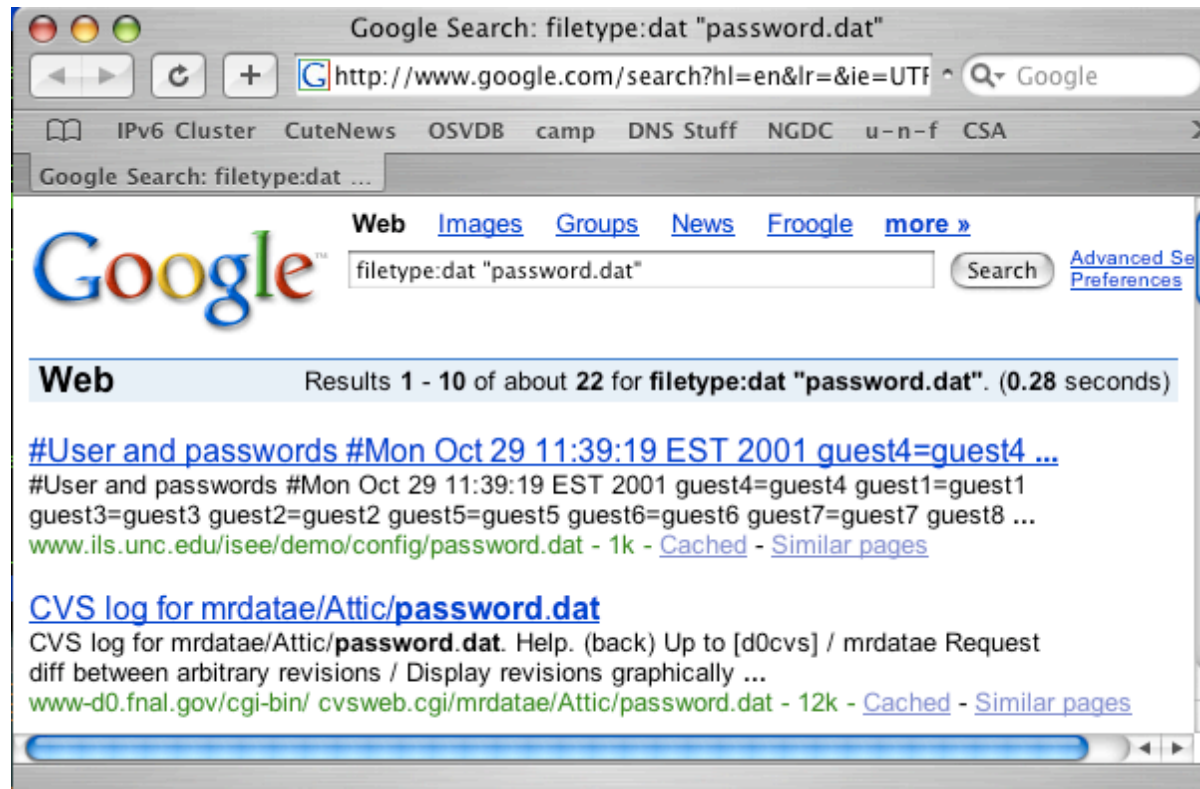 Google Search: filetype:dat "password.dat"
G http://www.google.com/search?hl=en&lr=&ie=UTF
Google
IPv6 Cluster CuteNews OSVDB camp DNS Stuff NGDC u-n-f CSA
Google Search: filetype:dat ...
Web Images Groups News Froogle more »
Google™
filetype:dat "password.dat"
Search
Advanced Se
Preferences
Web Results 1 - 10 of about 22 for filetype:dat "password.dat". (0.28 seconds)
#User and passwords #Mon Oct 29 11:39:19 EST 2001 guest4=guest4 ...
#User and passwords #Mon Oct 29 11:39:19 EST 2001 guest4=guest4 guest1=guest1
guest3=guest3 guest2=guest2 guest5=guest5 guest6=guest6 guest7=guest7 guest8 ...
www.ils.unc.edu/isee/demo/config/password.dat - 1k - Cached - Similar pages
CVS log for mrdatae/Attic/password.dat
CVS log for mrdatae/Attic/password.dat. Help. (back) Up to [d0cvs] / mrdatae Request
diff between arbitrary revisions / Display revisions graphically ...
www-d0.fnal.gov/cgi-bin/ cvsweb.cgi/mrdatae/Attic/password.dat - 12k - Cached - Similar pages